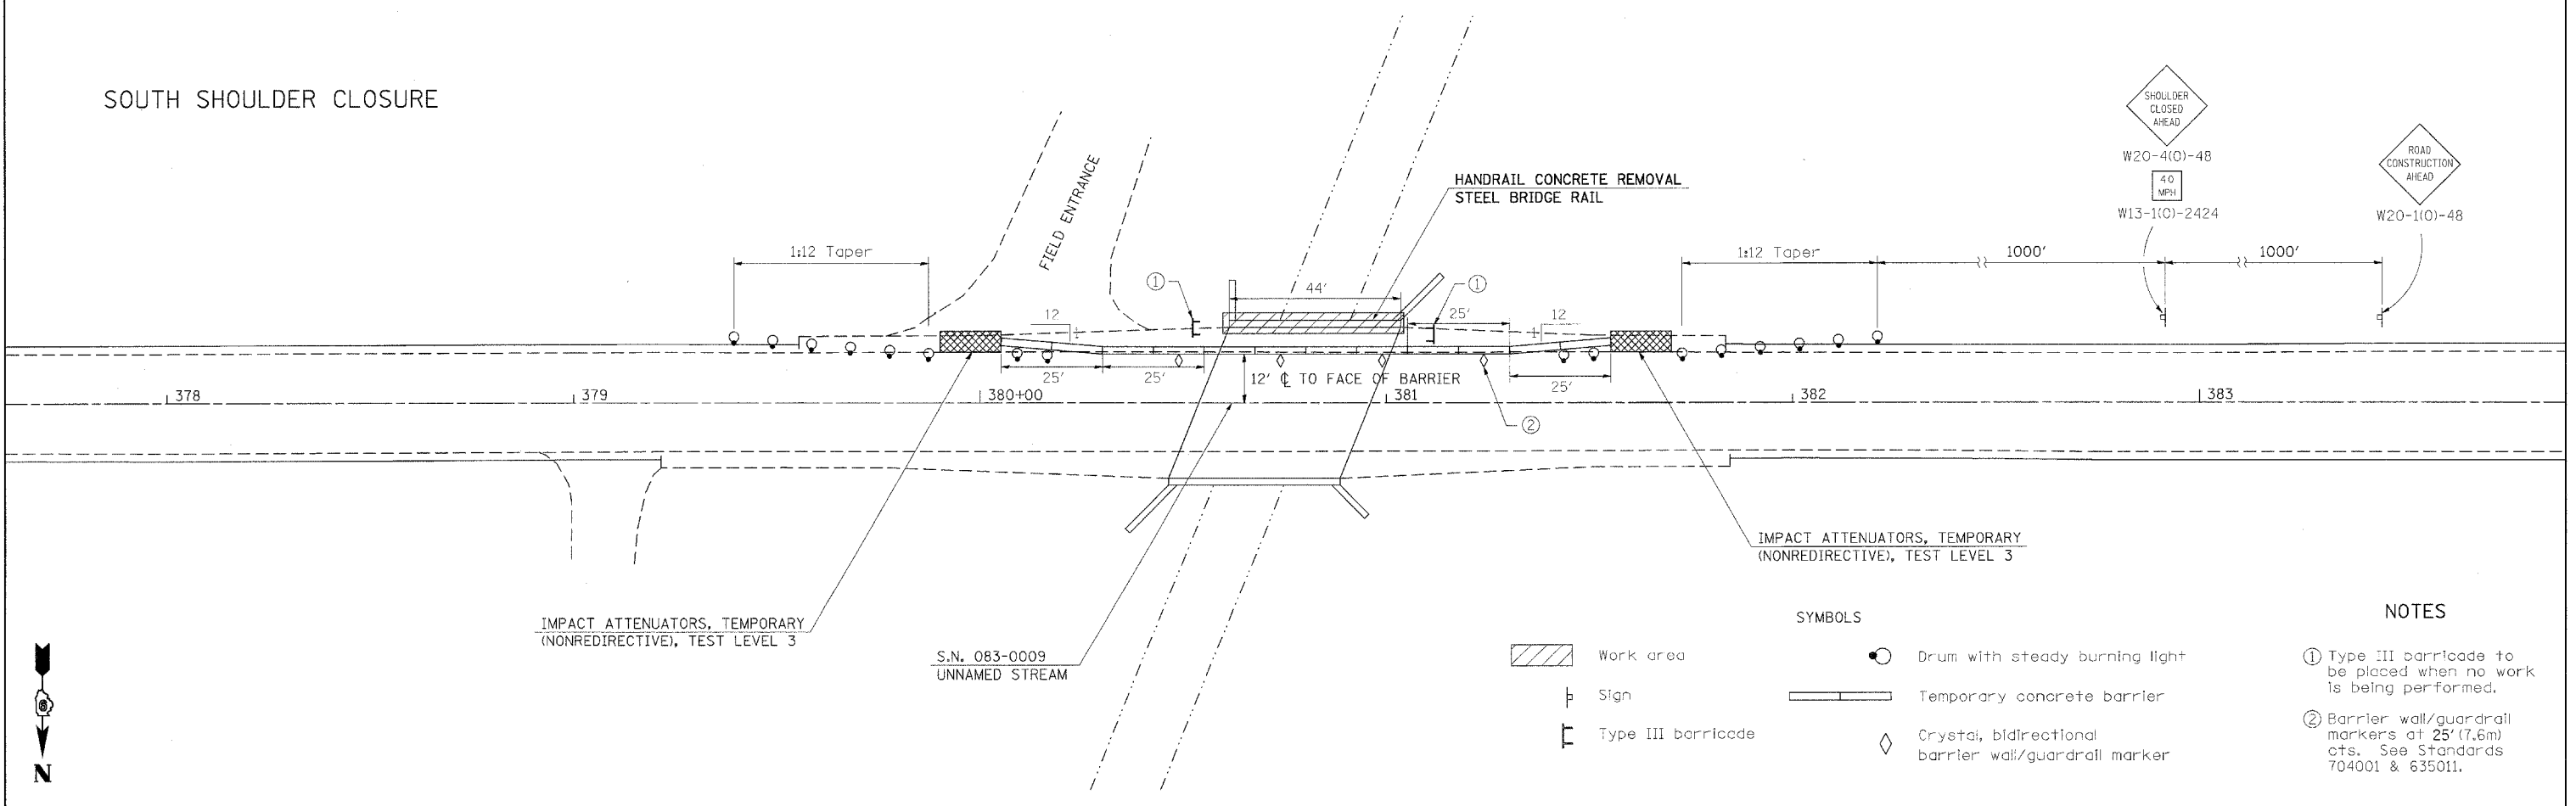 SOUTH SHOULDER CLOSURE
SHOULDER
CLOSED
AHEAD
W20-4(O)-48
40
MPH
W13-1(O)-2424
ROAD
CONSTRUCTION
AHEAD
W20-1(O)-48
HANDRAIL CONCRETE REMOVAL
STEEL BRIDGE RAIL
FIELD ENTRANCE
1:12 Taper
1:12 Taper
1000'
1000'
1
44'
1
12
1
25'
12
1
25'
25'
12' ℄ TO FACE OF BARRIER
25'
378
379
380+00
381
382
383
2
IMPACT ATTENUATORS, TEMPORARY
(NONREDIRECTIVE), TEST LEVEL 3
IMPACT ATTENUATORS, TEMPORARY
(NONREDIRECTIVE), TEST LEVEL 3
S.N. 083-0009
UNNAMED STREAM
6
N
SYMBOLS
Work area
Sign
Type III barricade
Drum with steady burning light
Temporary concrete barrier
Crystal, bidirectional
barrier wall/guardrail marker
NOTES
1 Type III barricade to
be placed when no work
is being performed.
2 Barrier wall/guardrail
markers at 25' (7.6m)
cts. See Standards
704001 & 635011.